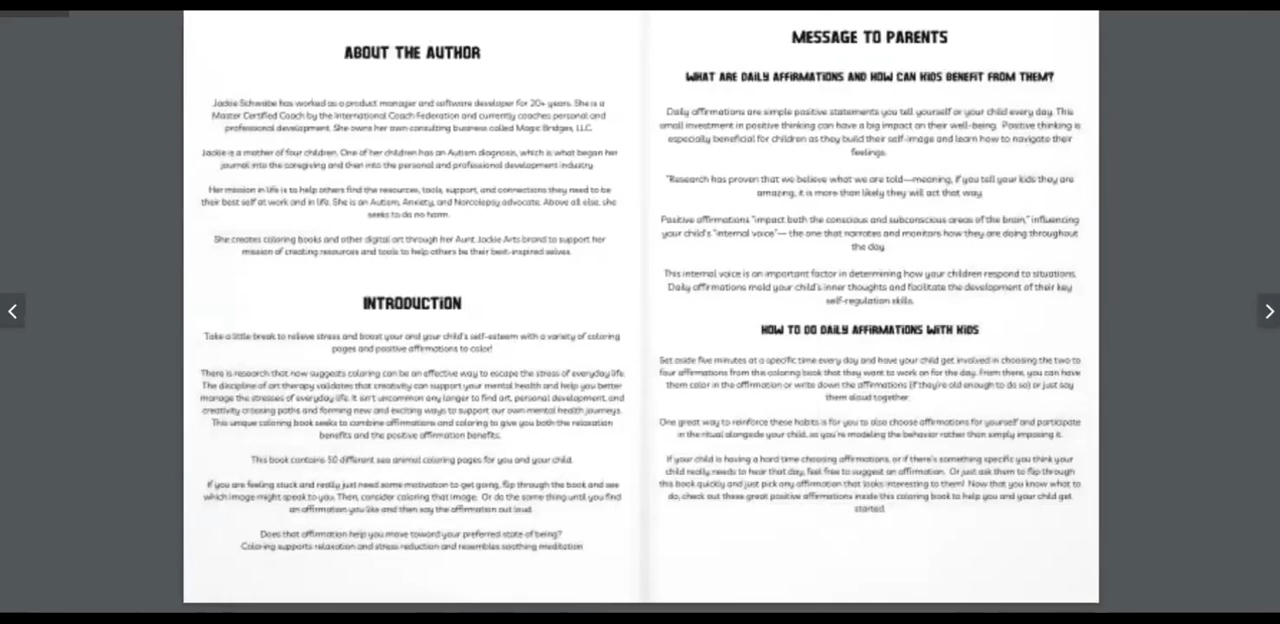 ABOUT THE AUTHOR
Jackie Schwabe has worked as a product manager and software developer for 20+ years. She is a
Master Certified Coach by the International Coach Federation and currently coaches personal and
professional development. She owns her own consulting business called Magic Bridges, LLC.
Jackie is a mother of four children. One of her children has an Autism diagnosis, which is what began her
journey into the caregiving and then into the personal and professional development industry
Her mission in life is to help others find the resources, tools, support, and connections they need to be
their best self at work and in life. She is an Autism, Anxiety, and Narcolepsy advocate. Above all else, she
seeks to do no harm.
She creates coloring books and other digital art through her Aunt Jackie Arts brand to support her
mission of creating resources and tools to help others be their best-inspired selves.
INTRODUCTION
Take a little break to relieve stress and boost your and your child's self-esteem with a variety of coloring
pages and positive affirmations to color!
There is research that now suggests coloring can be an effective way to escape the stress of everyday life.
The discipline of art therapy validates that creativity can support your mental health and help you better
manage the stresses of everyday life. It isn't uncommon any longer to find art, personal development, and
creativity crossing paths and forming new and exciting ways to support our own mental health journeys.
This unique coloring book seeks to combine affirmations and coloring to give you both the relaxation
benefits and the positive affirmation benefits.
This book contains 50 different sea animal coloring pages for you and your child.
If you are feeling stuck and really just need some motivation to get going, flip through the book and see
which image might speak to you. Then, consider coloring that image. Or do the same thing until you find
an affirmation you like and then say the affirmation out loud.
Does that affirmation help you move toward your preferred state of being?
Coloring supports relaxation and stress reduction and resembles soothing meditation
MESSAGE TO PARENTS
WHAT ARE DAILY AFFIRMATIONS AND HOW CAN KIDS BENEFIT FROM THEM?
Daily affirmations are simple positive statements you tell yourself or your child every day. This
small investment in positive thinking can have a big impact on their well-being. Positive thinking is
especially beneficial for children as they build their self-image and learn how to navigate their
feelings.
"Research has proven that we believe what we are told—meaning, if you tell your kids they are
amazing, it is more than likely they will act that way.
Positive affirmations "impact both the conscious and subconscious areas of the brain," influencing
your child's "internal voice"— the one that narrates and monitors how they are doing throughout
the day.
This internal voice is an important factor in determining how your children respond to situations.
Daily affirmations mold your child's inner thoughts and facilitate the development of their key
self-regulation skills.
HOW TO DO DAILY AFFIRMATIONS WITH KIDS
Set aside five minutes at a specific time every day and have your child get involved in choosing the two to
four affirmations from this coloring book that they want to work on for the day. From there, you can have
them color in the affirmation or write down the affirmations (if they're old enough to do so) or just say
them aloud together.
One great way to reinforce these habits is for you to also choose affirmations for yourself and participate
in the ritual alongside your child, as you're modeling the behavior rather than simply imposing it.
If your child is having a hard time choosing affirmations, or if there's something specific you think your
child really needs to hear that day, feel free to suggest an affirmation. Or just ask them to flip through
this book quickly and just pick any affirmation that looks interesting to them! Now that you know what to
do, check out these great positive affirmations inside this coloring book to help you and your child get
started.